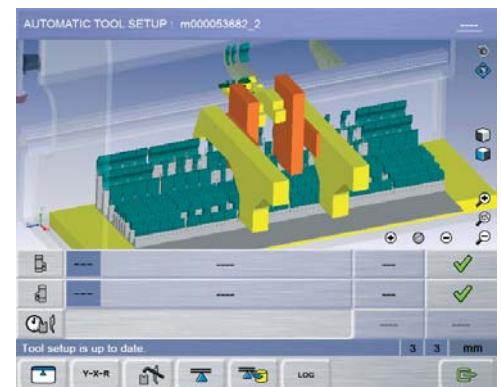 AUTOMATIC TOOL SETUP : m000053682_2 ----
--- ---- ---
--- ---- ---
---- ----
Tool setup is up to date. 3 3 mm
Y-X-R LOG